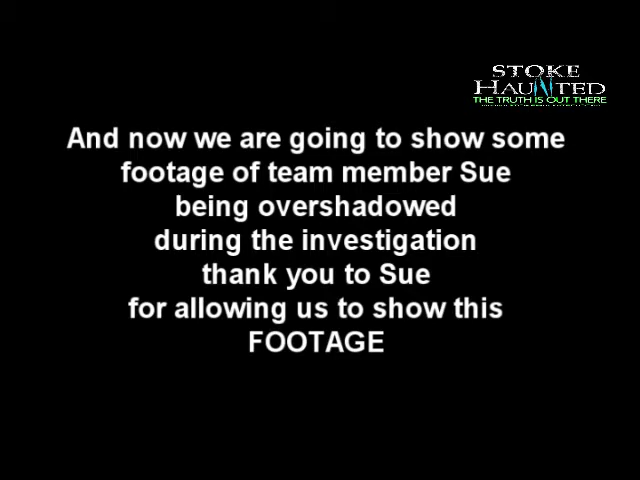 STOKE
HAUNTED
THE TRUTH IS OUT THERE
And now we are going to show some
footage of team member Sue
being overshadowed
during the investigation
thank you to Sue
for allowing us to show this
FOOTAGE